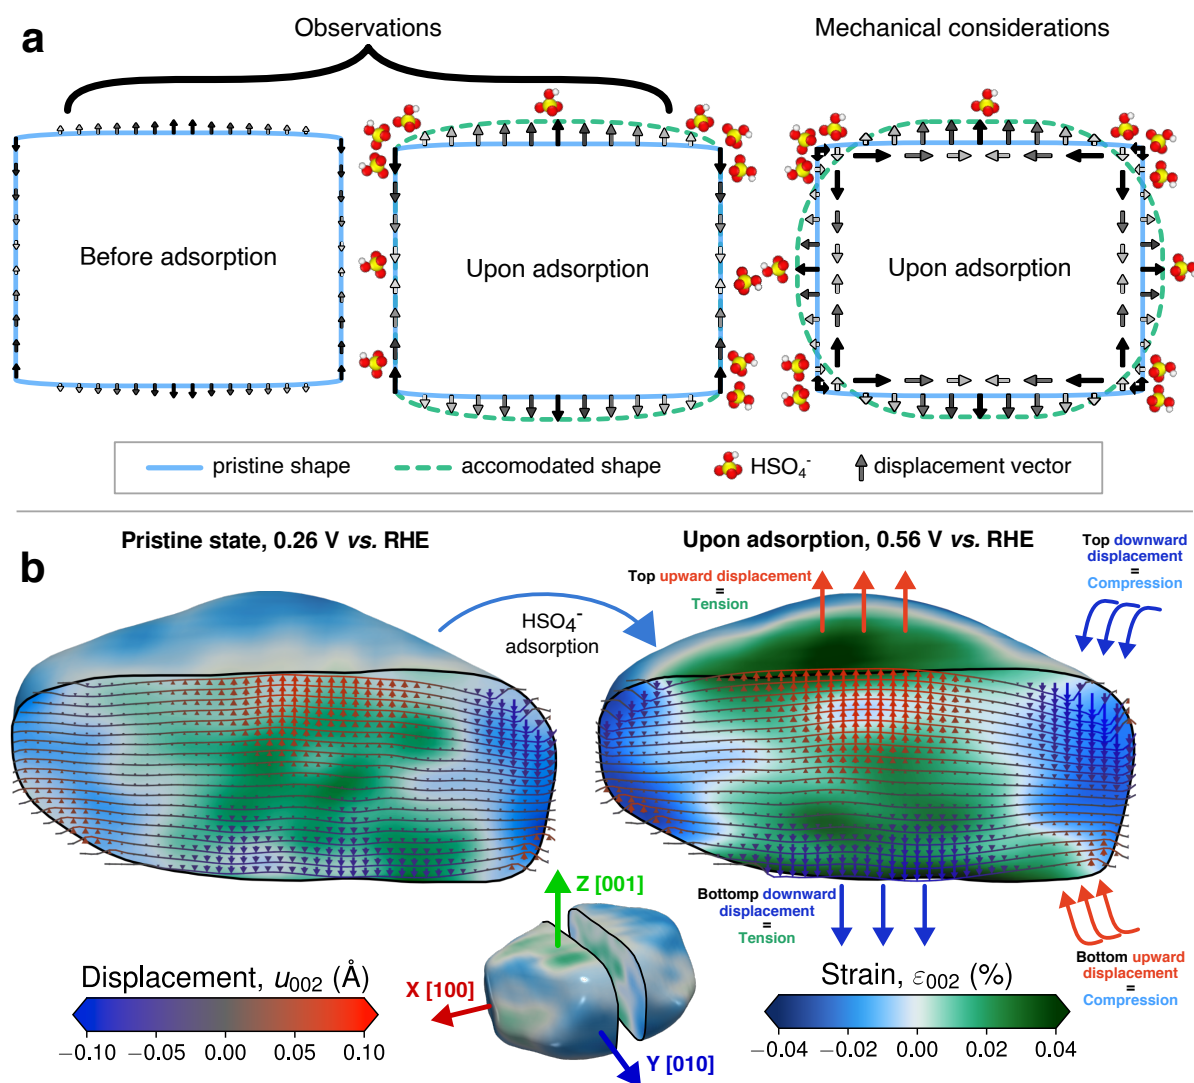 a
Observations
Mechanical considerations
Before adsorption
Upon adsorption
Upon adsorption
pristine shape
accomodated shape
HSO4-
displacement vector
b
Pristine state, 0.26 V vs. RHE
Upon adsorption, 0.56 V vs. RHE
HSO4-
adsorption
Top upward displacement
=
Tension
Top downward
displacement
=
Compression
Bottomp downward
displacement
=
Tension
Bottom upward
displacement
=
Compression
Z [001]
X [100]
Y [010]
Displacement, u002 (Å)
−0.10 −0.05 0.00 0.05 0.10
Strain, ε002 (%)
−0.04 −0.02 0.00 0.02 0.04